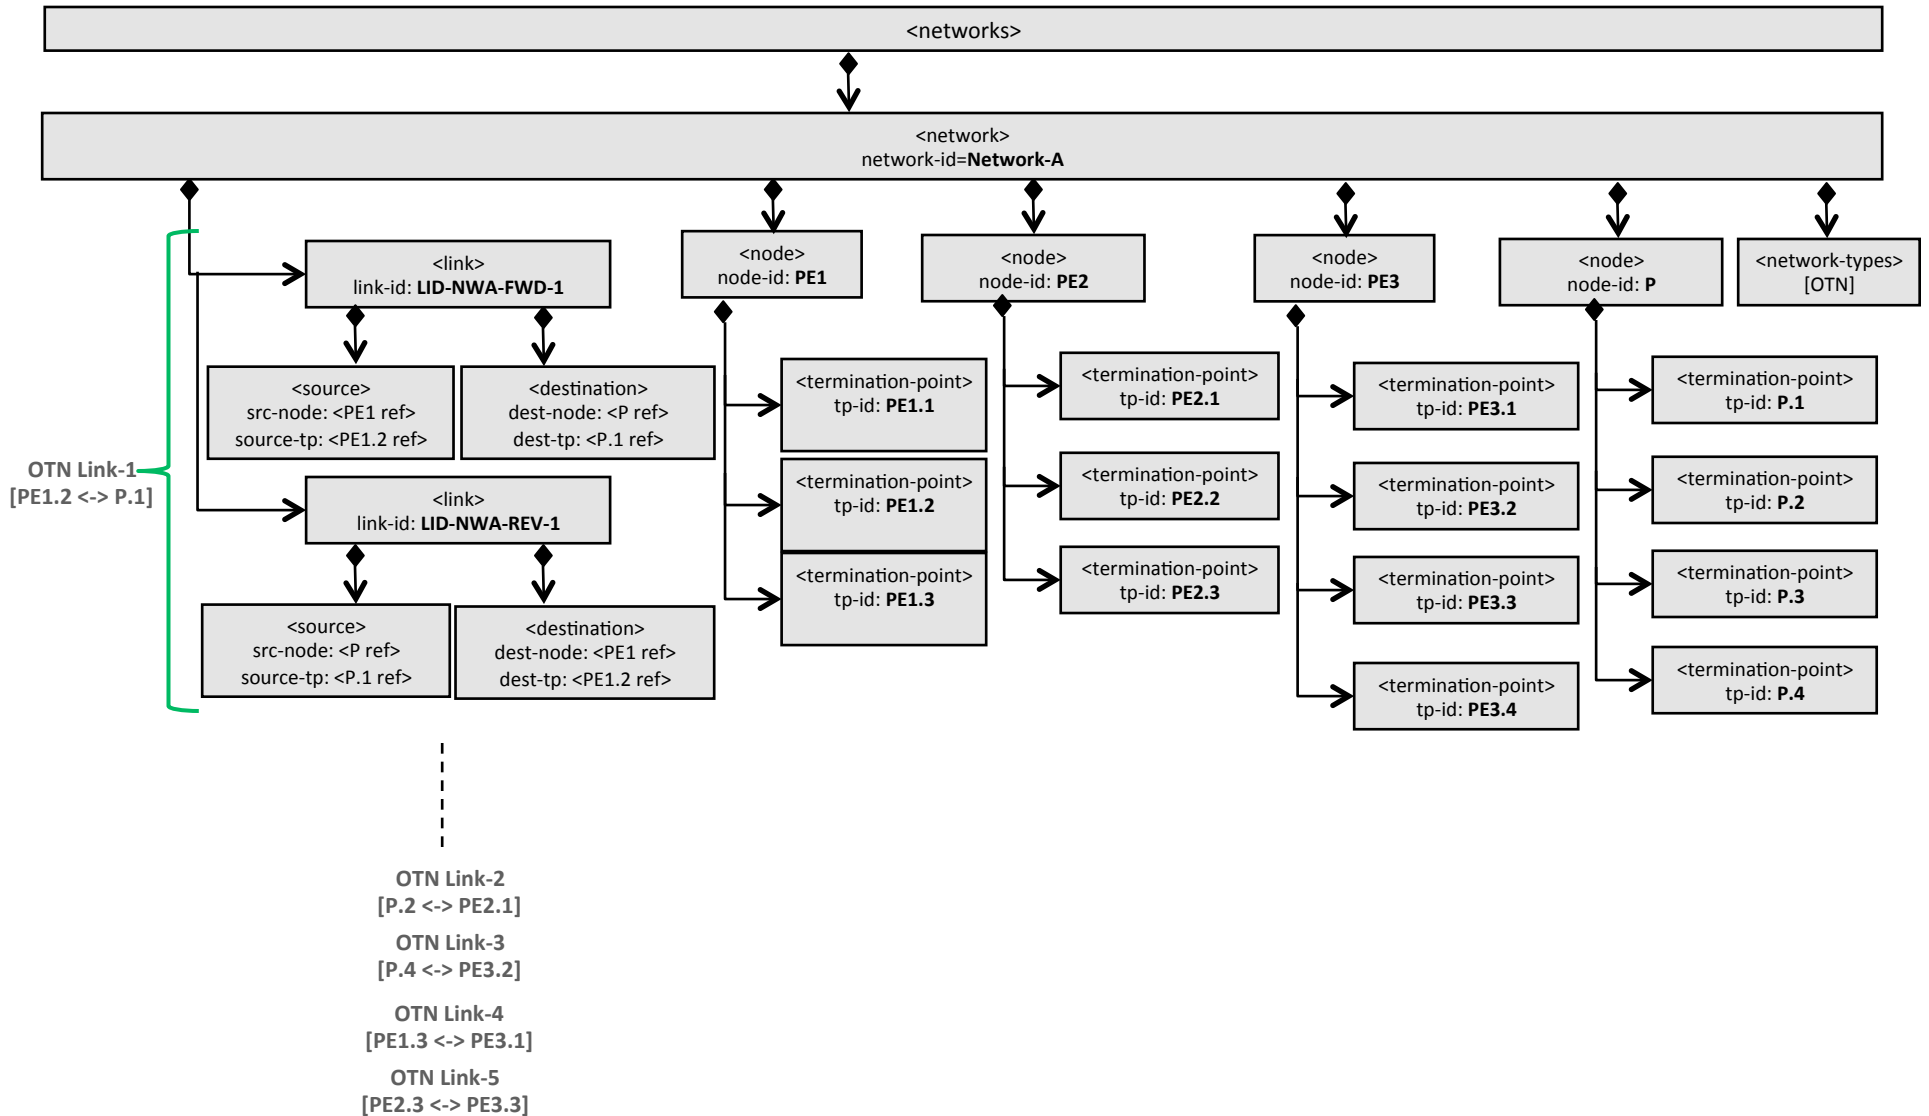 <networks>
<network>
network-id=Network-A
<link>
link-id: LID-NWA-FWD-1
<source>
src-node: <PE1 ref>
source-tp: <PE1.2 ref>
<destination>
dest-node: <P ref>
dest-tp: <P.1 ref>
OTN Link-1
[PE1.2 <-> P.1]
<link>
link-id: LID-NWA-REV-1
<source>
src-node: <P ref>
source-tp: <P.1 ref>
<destination>
dest-node: <PE1 ref>
dest-tp: <PE1.2 ref>
<node>
node-id: PE1
<termination-point>
tp-id: PE1.1
<termination-point>
tp-id: PE1.2
<termination-point>
tp-id: PE1.3
<node>
node-id: PE2
<termination-point>
tp-id: PE2.1
<termination-point>
tp-id: PE2.2
<termination-point>
tp-id: PE2.3
<node>
node-id: PE3
<termination-point>
tp-id: PE3.1
<termination-point>
tp-id: PE3.2
<termination-point>
tp-id: PE3.3
<termination-point>
tp-id: PE3.4
<node>
node-id: P
<termination-point>
tp-id: P.1
<termination-point>
tp-id: P.2
<termination-point>
tp-id: P.3
<termination-point>
tp-id: P.4
<network-types>
[OTN]
OTN Link-2
[P.2 <-> PE2.1]
OTN Link-3
[P.4 <-> PE3.2]
OTN Link-4
[PE1.3 <-> PE3.1]
OTN Link-5
[PE2.3 <-> PE3.3]